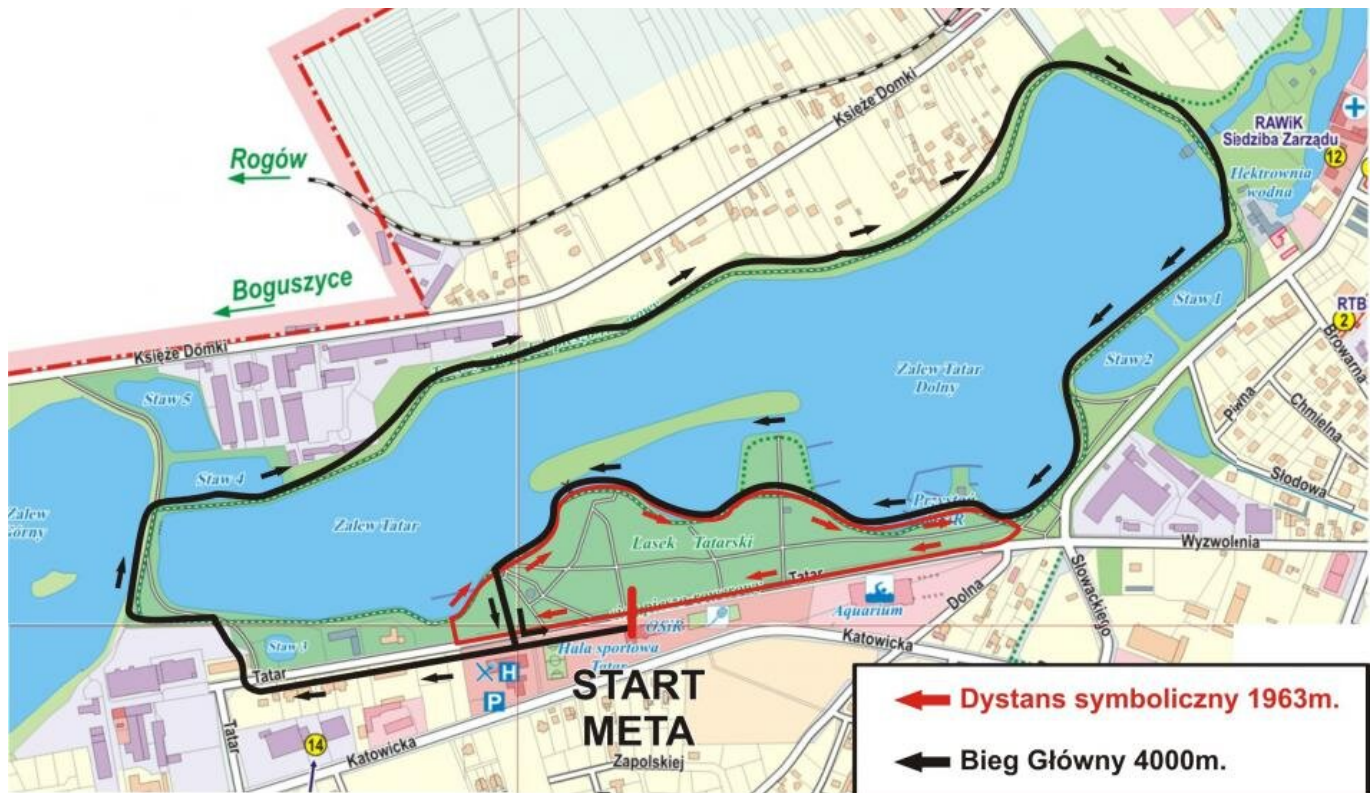 Księże Domki
Rogów
RAWiK
Siedziba Zarządu
12
Elektrownia
wodna
Boguszyce
RTB
2
Staw 1
Księże Domki
Browarna
Staw 5
Zalew Tatar
Dolny
Staw 2
Piwna
Chmielna
Staw 4
Słodowa
Zalew
Górny
Zalew Tatar
Przystań
Lasek Tatarski
Wyzwolenia
Tatar
Słowackiego
Aquarium
Dolna
OSiR
Katowicka
Staw 3
Hala sportowa
Tatar
Tatar
H
P
START
META
Tatar
14
Katowicka
Zapolskiej
Dystans symboliczny 1963m.
Bieg Główny 4000m.